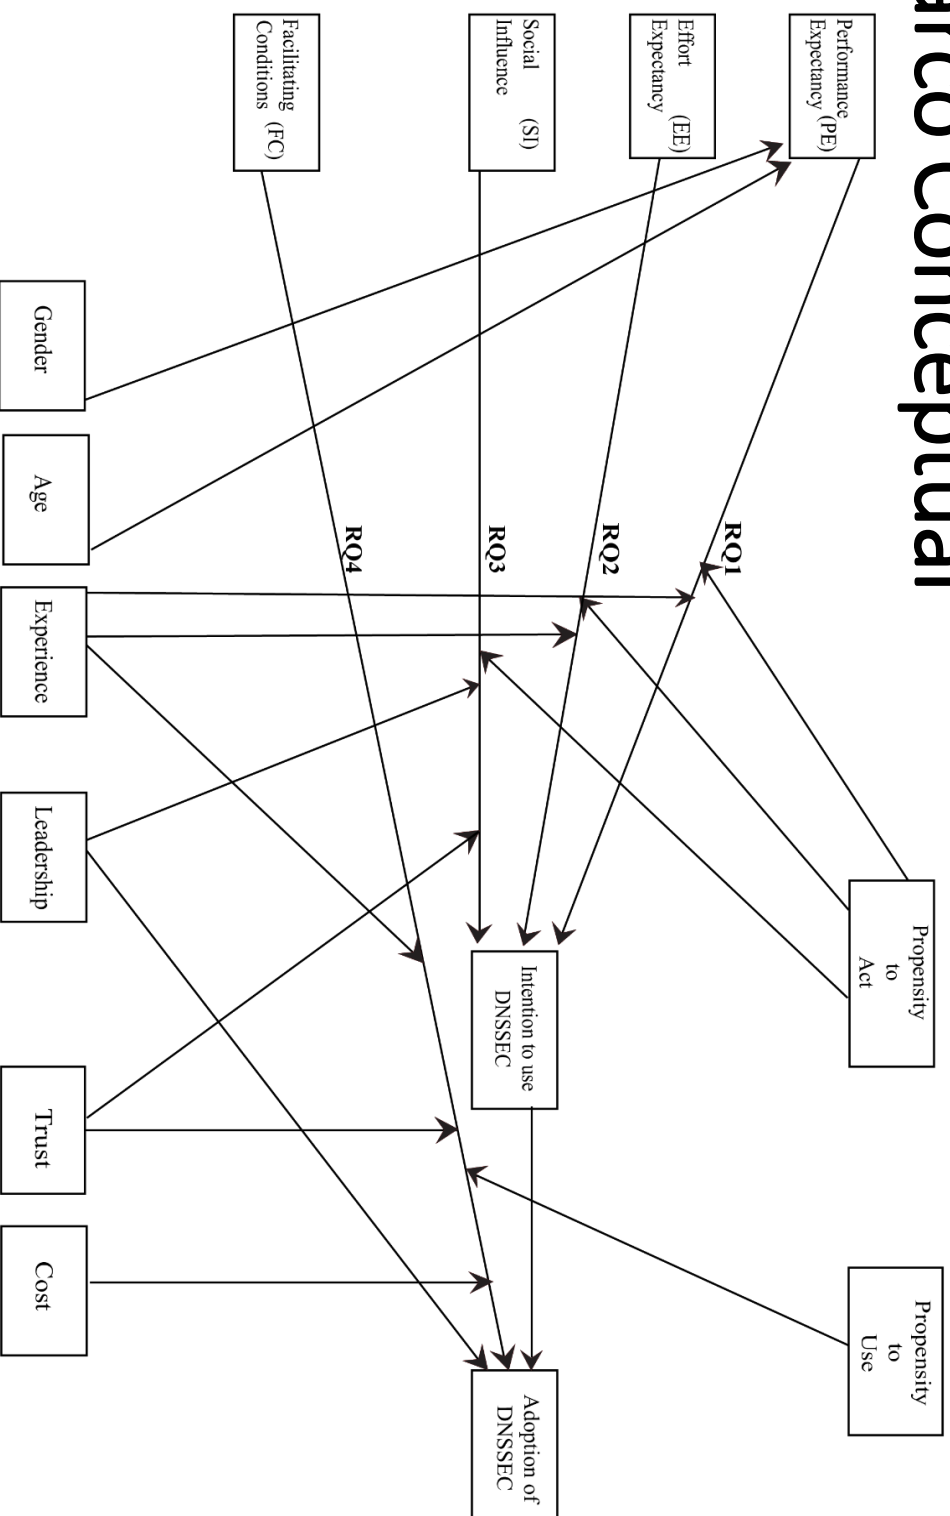 arco Conceptual
Propensity
to
Act
Propensity
to
Use
Performance
Expectancy (PE)
RQ1
Effort
Expectancy (EE)
RQ2
Social
Influence (SI)
RQ3
Intention to use
DNSSEC
Adoption of
DNSSEC
Facilitating
Conditions (FC)
RQ4
Gender
Age
Experience
Leadership
Trust
Cost